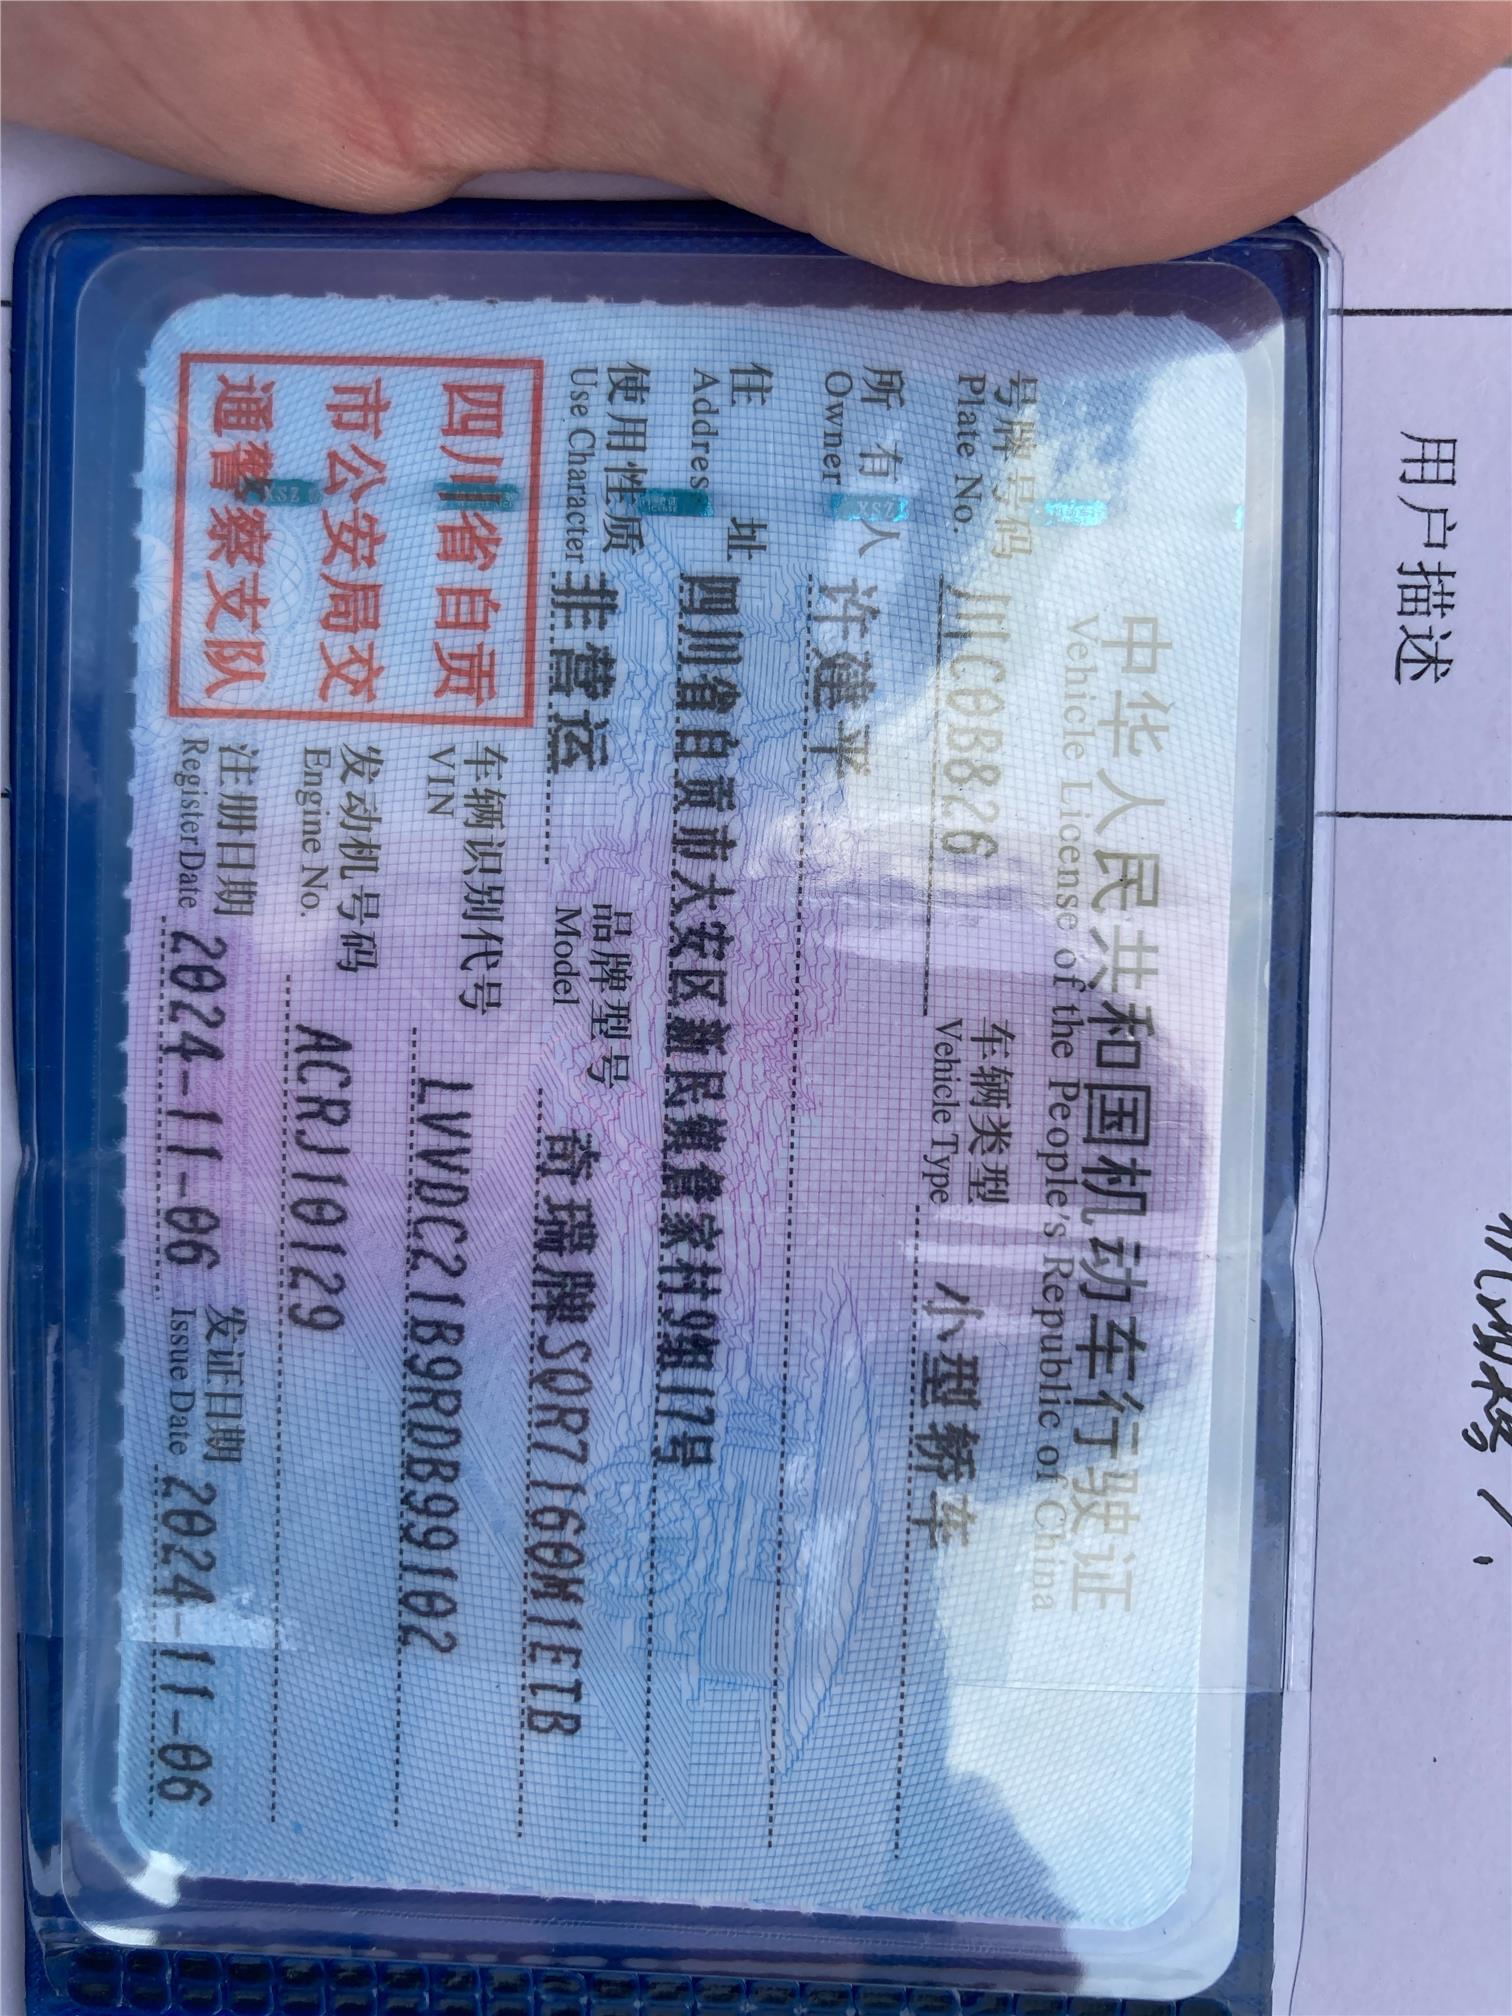 中华人民共和国机动车行驶证
Vehicle License of the People's Republic of China
号牌号码 川C0B826 车辆类型 小型轿车
Plate No. Vehicle Type
所有人 许建平
Owner
住址 四川省自贡市大安区新民镇詹家村9组17号
Address
使用性质 非营运 品牌型号 奇瑞牌SQR7160M1ETB
Use Character Model
四川省自贡
市公安局交
通警察支队
车辆识别代号 LVVDC21B9RDB99102
VIN
发动机号码 ACRJ10129
Engine No.
注册日期 2024-11-06 发证日期 2024-11-06
Register Date Issue Date
用户描述